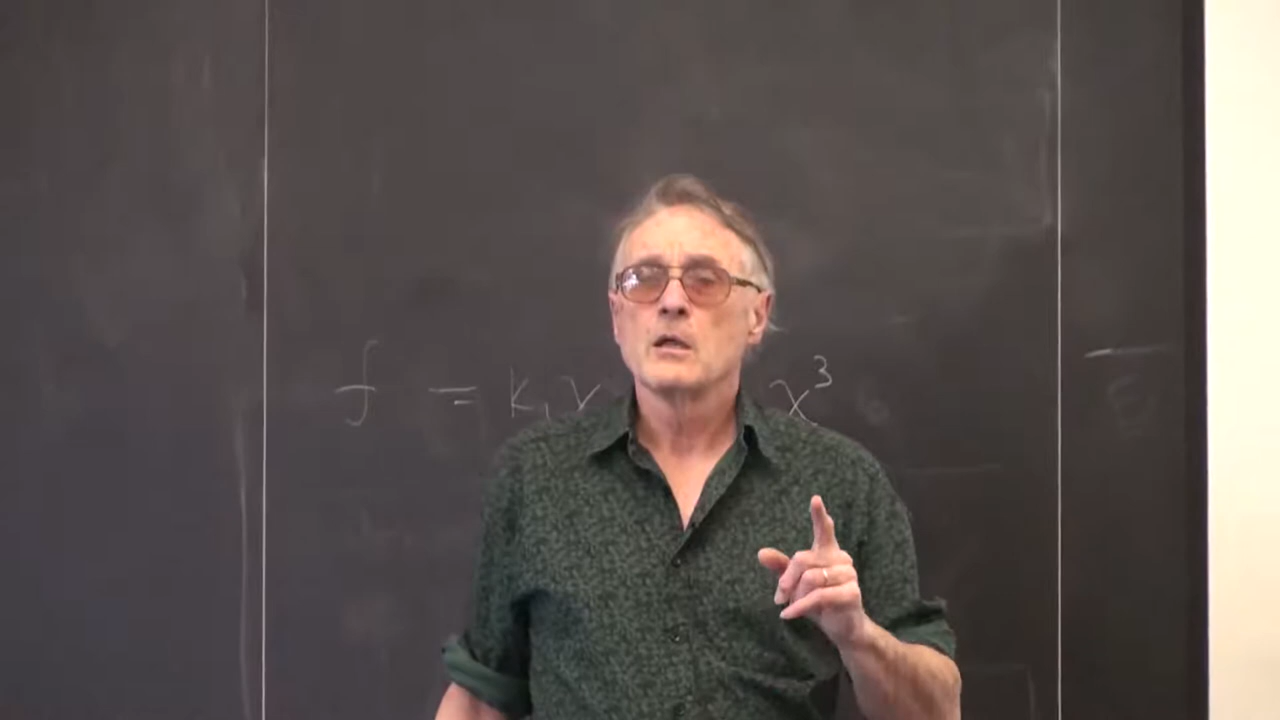 f = k₁x x³